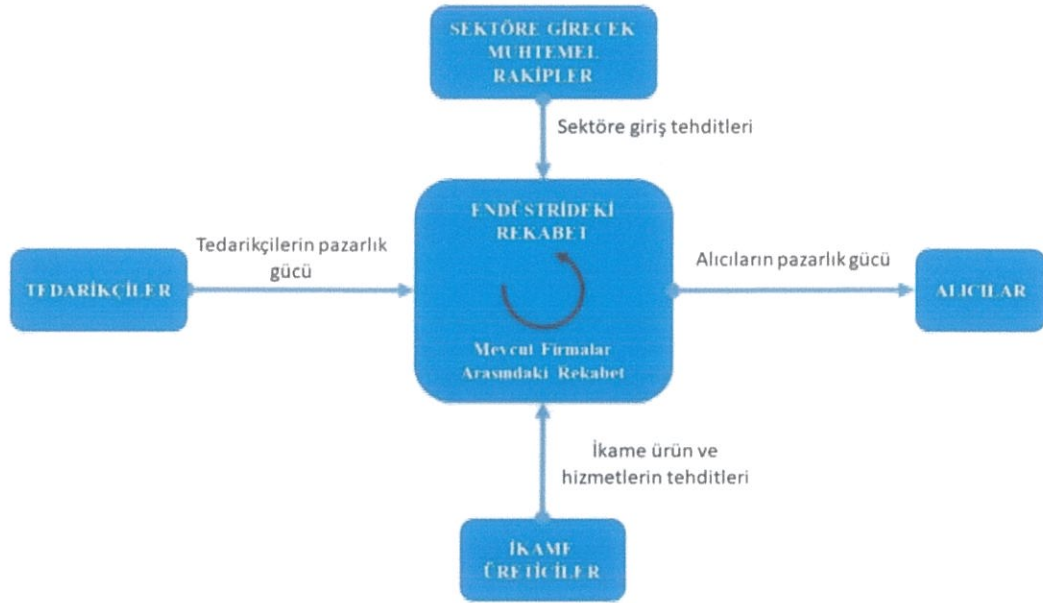 SEKTÖRE GİRECEK
MUHTEMEL
RAKİPLER
Sektöre giriş tehditleri
ENDÜSTRİDEKİ
REKABET
Tedarikçilerin pazarlık
gücü
Alıcıların pazarlık gücü
TEDARİKÇİLER
ALICILAR
Mevcut Firmalar
Arasındaki Rekabet
İkame ürün ve
hizmetlerin tehditleri
İKAME
ÜRETİCİLER